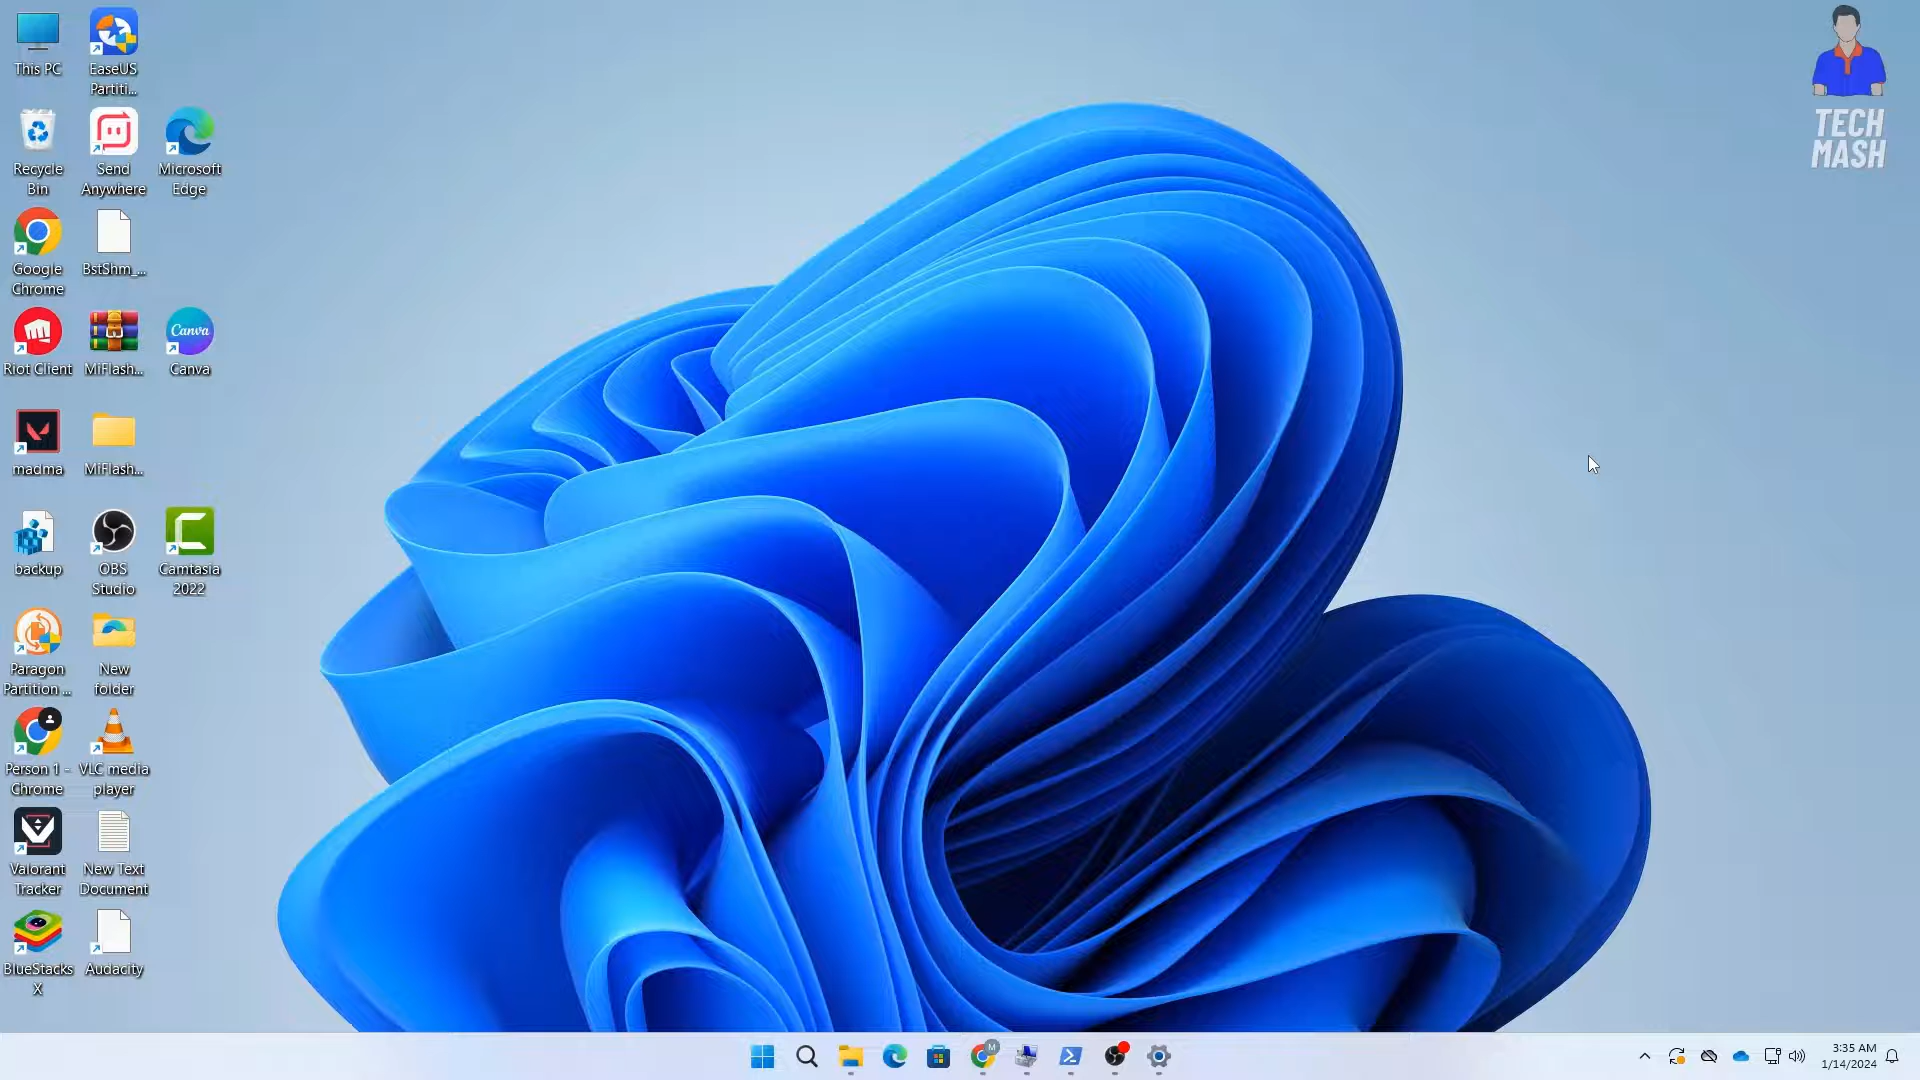 This PC
EaseUS
Partiti...
Recycle
Bin
Send
Anywhere
Microsoft
Edge
Google
Chrome
BstShm_...
Riot Client
MiFlash...
Canva
Canva
madma
MiFlash...
backup
OBS
Studio
Camtasia
2022
Paragon
Partition ...
New
folder
Person 1 -
Chrome
VLC media
player
Valorant
Tracker
New Text
Document
BlueStacks
X
Audacity
TECH
MASH
M
3:35 AM
1/14/2024